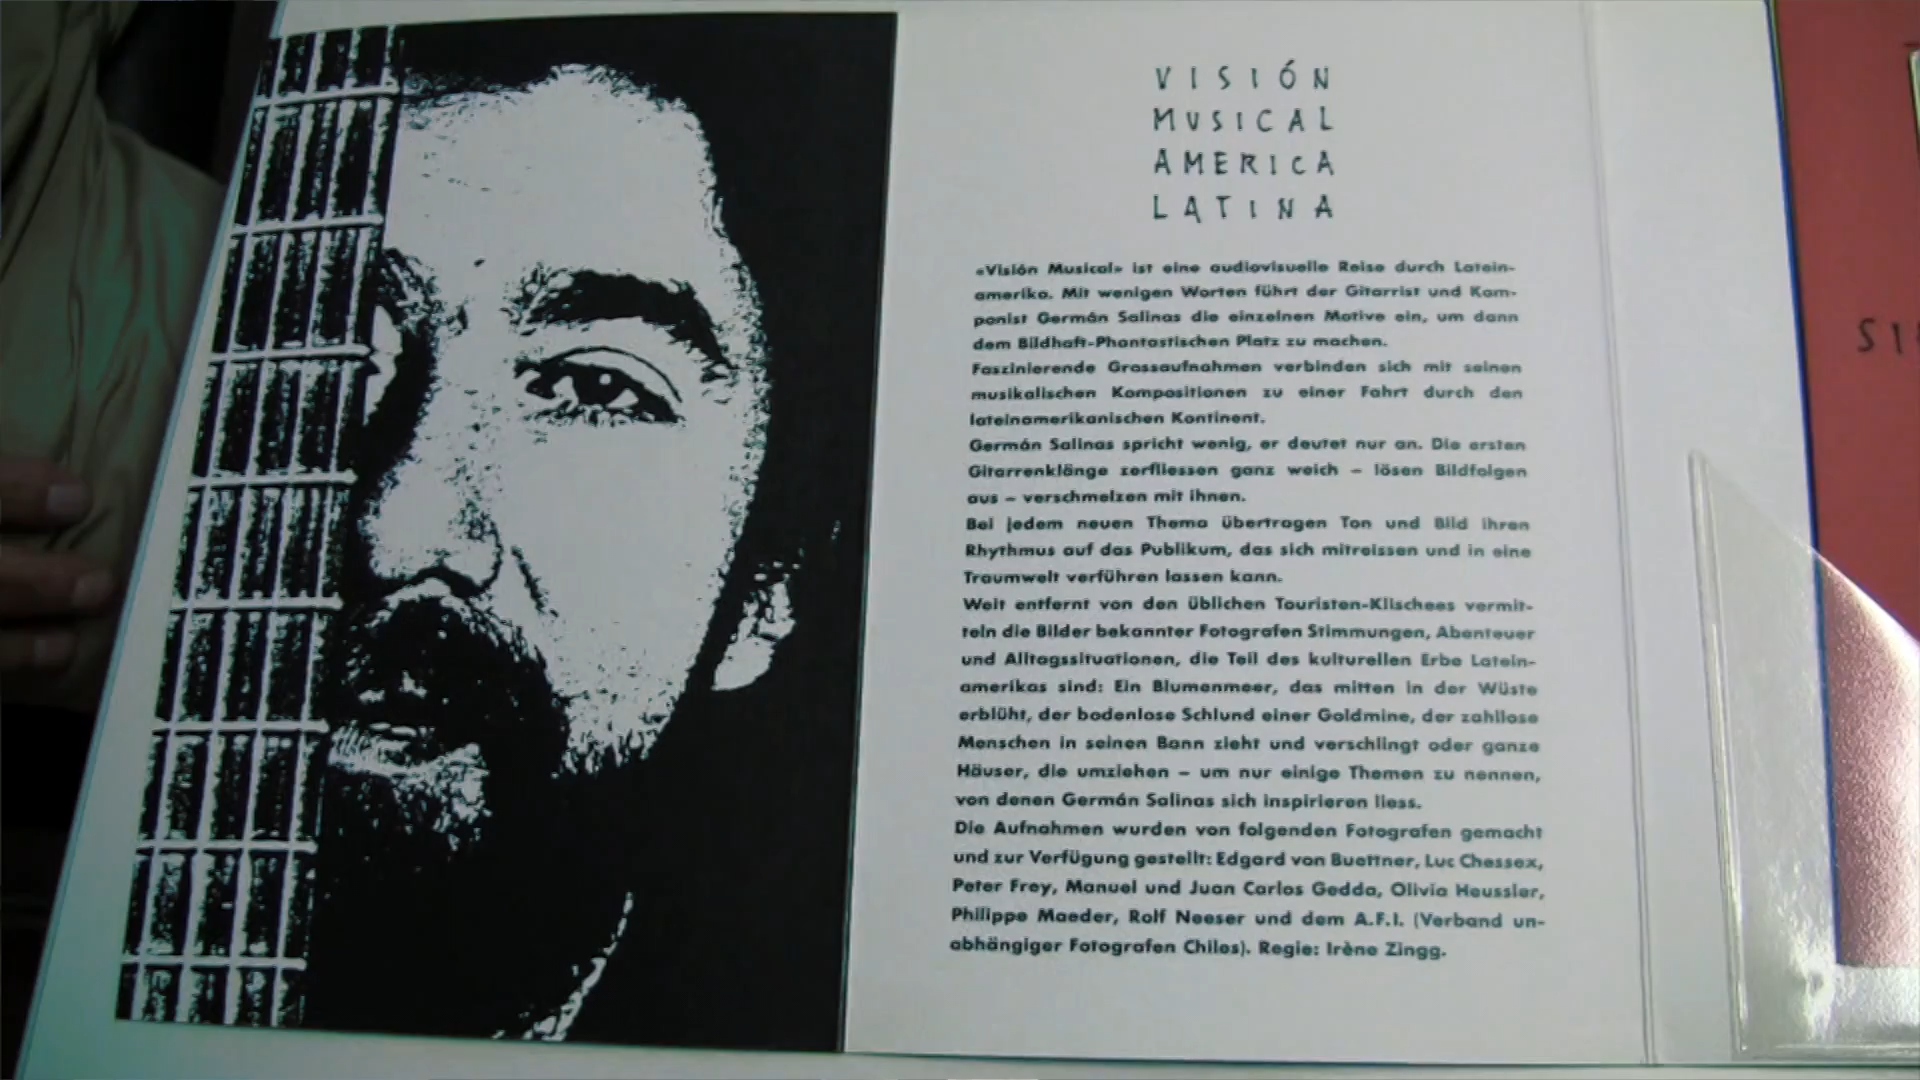 VISIÓN
MUSICAL
AMERICA
LATINA
«Visión Musical» ist eine audiovisuelle Reise durch Latein-
amerika. Mit wenigen Worten führt der Gitarrist und Kom-
ponist Germán Salinas die einzelnen Motive ein, um dann
dem Bildhaft-Phantastischen Platz zu machen.
Faszinierende Grossaufnahmen verbinden sich mit seinen
musikalischen Kompositionen zu einer Fahrt durch den
lateinamerikanischen Kontinent.
Germán Salinas spricht wenig, er deutet nur an. Die ersten
Gitarrenklänge zerfliessen ganz weich – lösen Bildfolgen
aus – verschmelzen mit ihnen.
Bei jedem neuen Thema übertragen Ton und Bild ihren
Rhythmus auf das Publikum, das sich mitreissen und in eine
Traumwelt verführen lassen kann.
Weit entfernt von den üblichen Touristen-Klischees vermit-
teln die Bilder bekannter Fotografen Stimmungen, Abenteuer
und Alltagssituationen, die Teil des kulturellen Erbe Latein-
amerikas sind: Ein Blumenmeer, das mitten in der Wüste
erblüht, der bodenlose Schlund einer Goldmine, der zahllose
Menschen in seinen Bann zieht und verschlingt oder ganze
Häuser, die umziehen – um nur einige Themen zu nennen,
von denen Germán Salinas sich inspirieren liess.
Die Aufnahmen wurden von folgenden Fotografen gemacht
und zur Verfügung gestellt: Edgard von Buettner, Luc Chessex,
Peter Frey, Manuel und Juan Carlos Gedda, Olivia Heussler,
Philippe Maeder, Rolf Neeser und dem A.F.I. (Verband un-
abhängiger Fotografen Chiles). Regie: Irène Zingg.